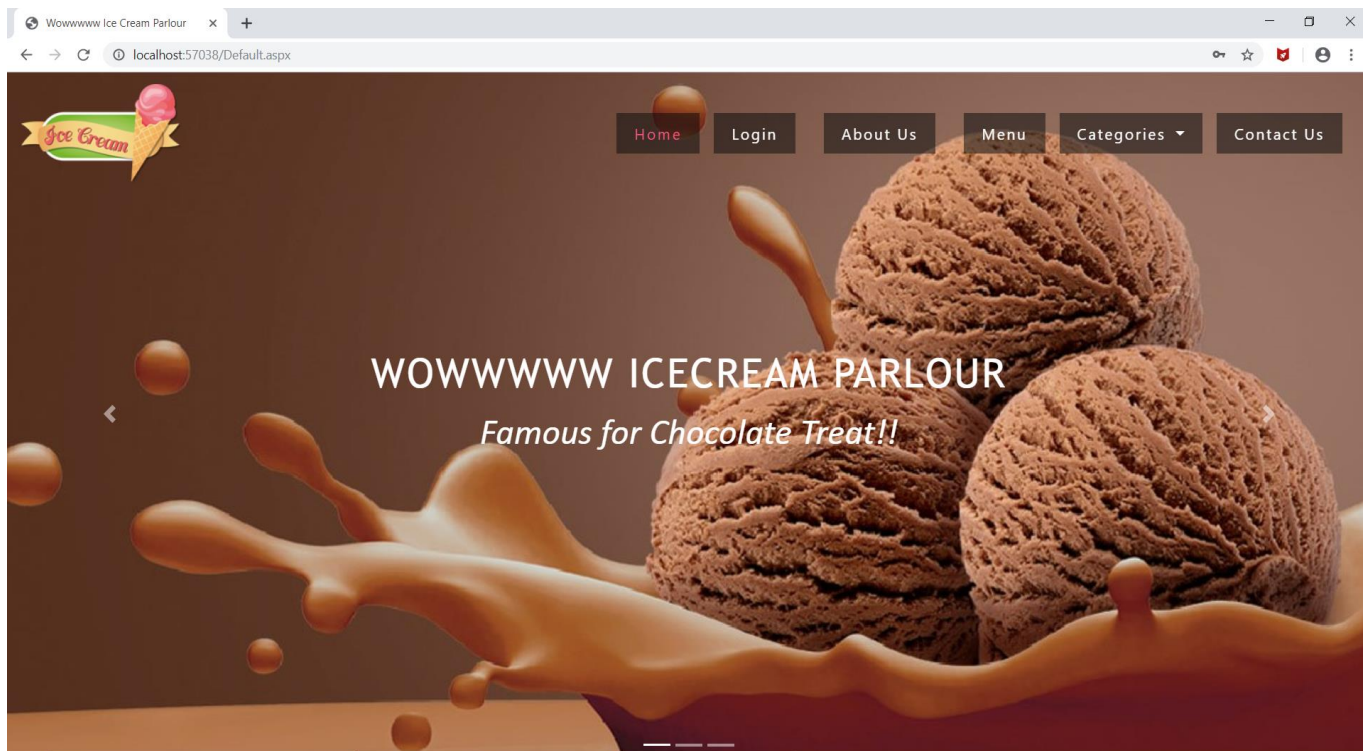 Wowwwww Ice Cream Parlour
localhost:57038/Default.aspx
Ice Cream
Home Login About Us Menu Categories Contact Us
WOWWWWW ICECREAM PARLOUR
Famous for Chocolate Treat!!